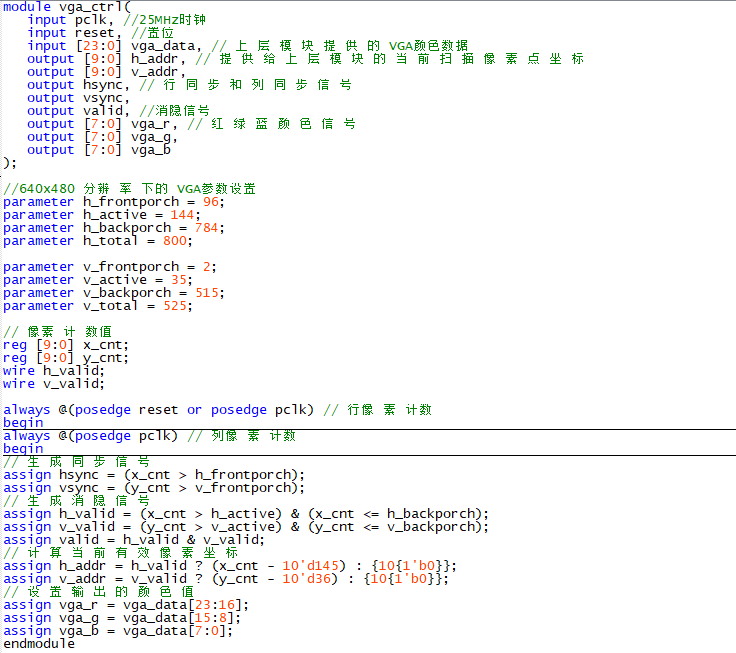 module vga_ctrl(
input pclk, //25MHz时钟
input reset, //置位
input [23:0] vga_data, // 上 层 模 块 提 供 的 VGA颜色数据
output [9:0] h_addr, // 提 供 给 上 层 模 块 的 当 前 扫 描 像 素 点 坐 标
output [9:0] v_addr,
output hsync, // 行 同 步 和 列 同 步 信 号
output vsync,
output valid, //消隐信号
output [7:0] vga_r, // 红 绿 蓝 颜 色 信 号
output [7:0] vga_g,
output [7:0] vga_b
);
//640x480 分辨 率 下的 VGA参数设置
parameter h_frontporch = 96;
parameter h_active = 144;
parameter h_backporch = 784;
parameter h_total = 800;
parameter v_frontporch = 2;
parameter v_active = 35;
parameter v_backporch = 515;
parameter v_total = 525;
// 像素 计 数值
reg [9:0] x_cnt;
reg [9:0] y_cnt;
wire h_valid;
wire v_valid;
always @(posedge reset or posedge pclk) // 行像 素 计数
begin
always @(posedge pclk) // 列像 素 计数
begin
// 生 成 同 步 信 号
assign hsync = (x_cnt > h_frontporch);
assign vsync = (y_cnt > v_frontporch);
// 生 成 消 隐 信 号
assign h_valid = (x_cnt > h_active) & (x_cnt <= h_backporch);
assign v_valid = (y_cnt > v_active) & (y_cnt <= v_backporch);
assign valid = h_valid & v_valid;
// 计 算 当 前 有 效 像 素 坐 标
assign h_addr = h_valid ? (x_cnt - 10'd145) : {10{1'b0}};
assign v_addr = v_valid ? (y_cnt - 10'd36) : {10{1'b0}};
// 设 置 输 出 的 颜 色 值
assign vga_r = vga_data[23:16];
assign vga_g = vga_data[15:8];
assign vga_b = vga_data[7:0];
endmodule